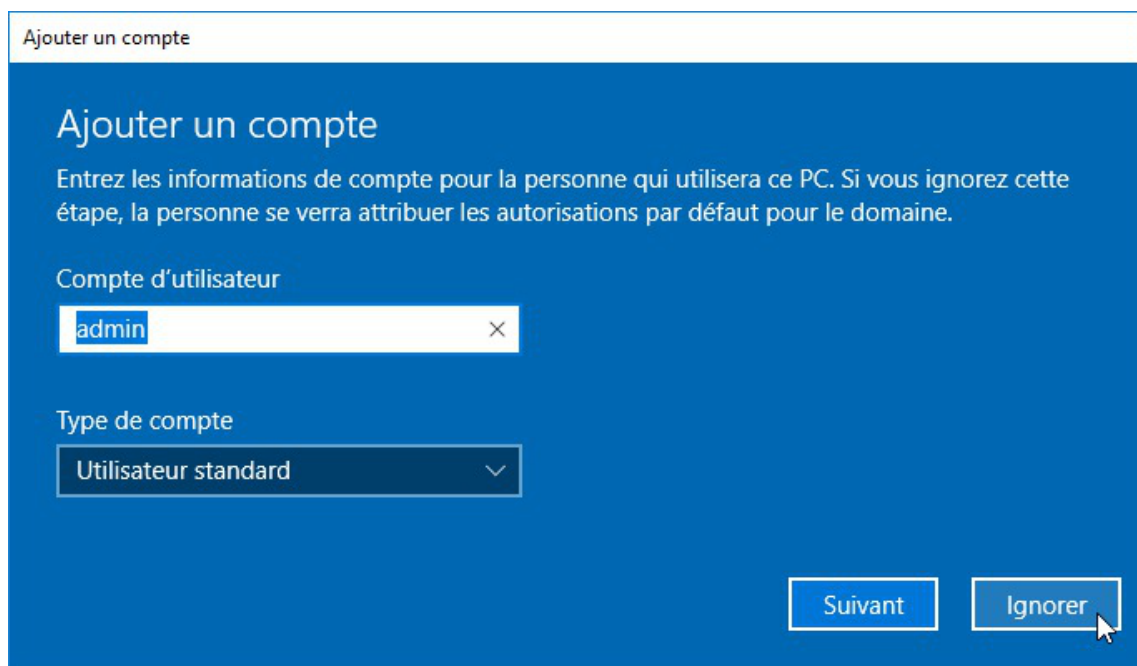 Ajouter un compte
Ajouter un compte
Entrez les informations de compte pour la personne qui utilisera ce PC. Si vous ignorez cette
étape, la personne se verra attribuer les autorisations par défaut pour le domaine.
Compte d’utilisateur
admin
Type de compte
Utilisateur standard
Suivant
Ignorer